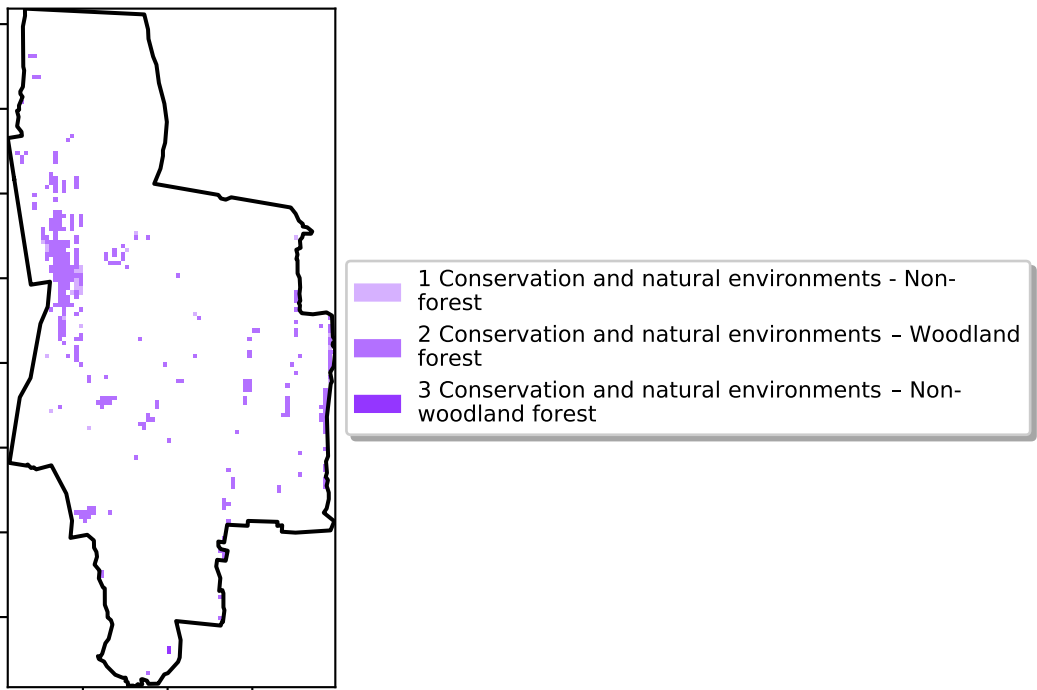 1 Conservation and natural environments - Non-
forest
2 Conservation and natural environments – Woodland
forest
3 Conservation and natural environments – Non-
woodland forest